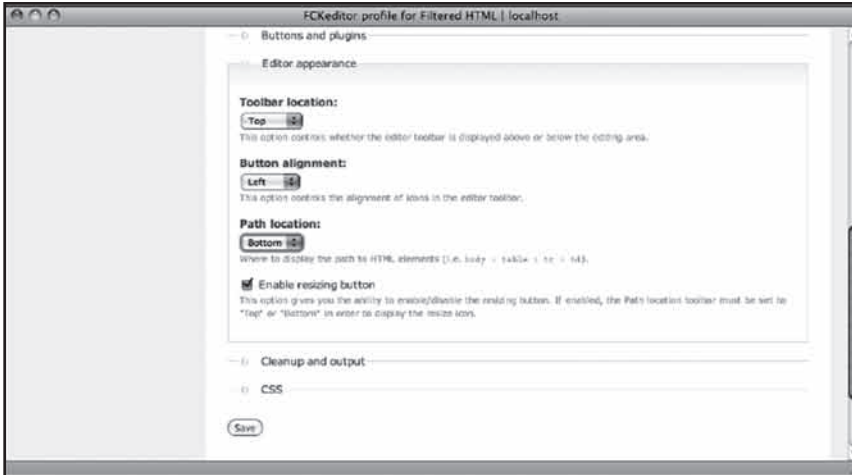 FCKeditor profile for Filtered HTML | localhost
Buttons and plugins
Editor appearance
Toolbar location:
Top
This option controls whether the editor toolbar is displayed above or below the editing area.
Button alignment:
Left
This option controls the alignment of icons in the editor toolbar.
Path location:
Bottom
Where to display the path to HTML elements (i.e. body > table > tr > td).
Enable resizing button
This option gives you the ability to enable/disable the resizing button. If enabled, the Path location toolbar must be set to
"Top" or "Bottom" in order to display the resize icon.
Cleanup and output
CSS
Save